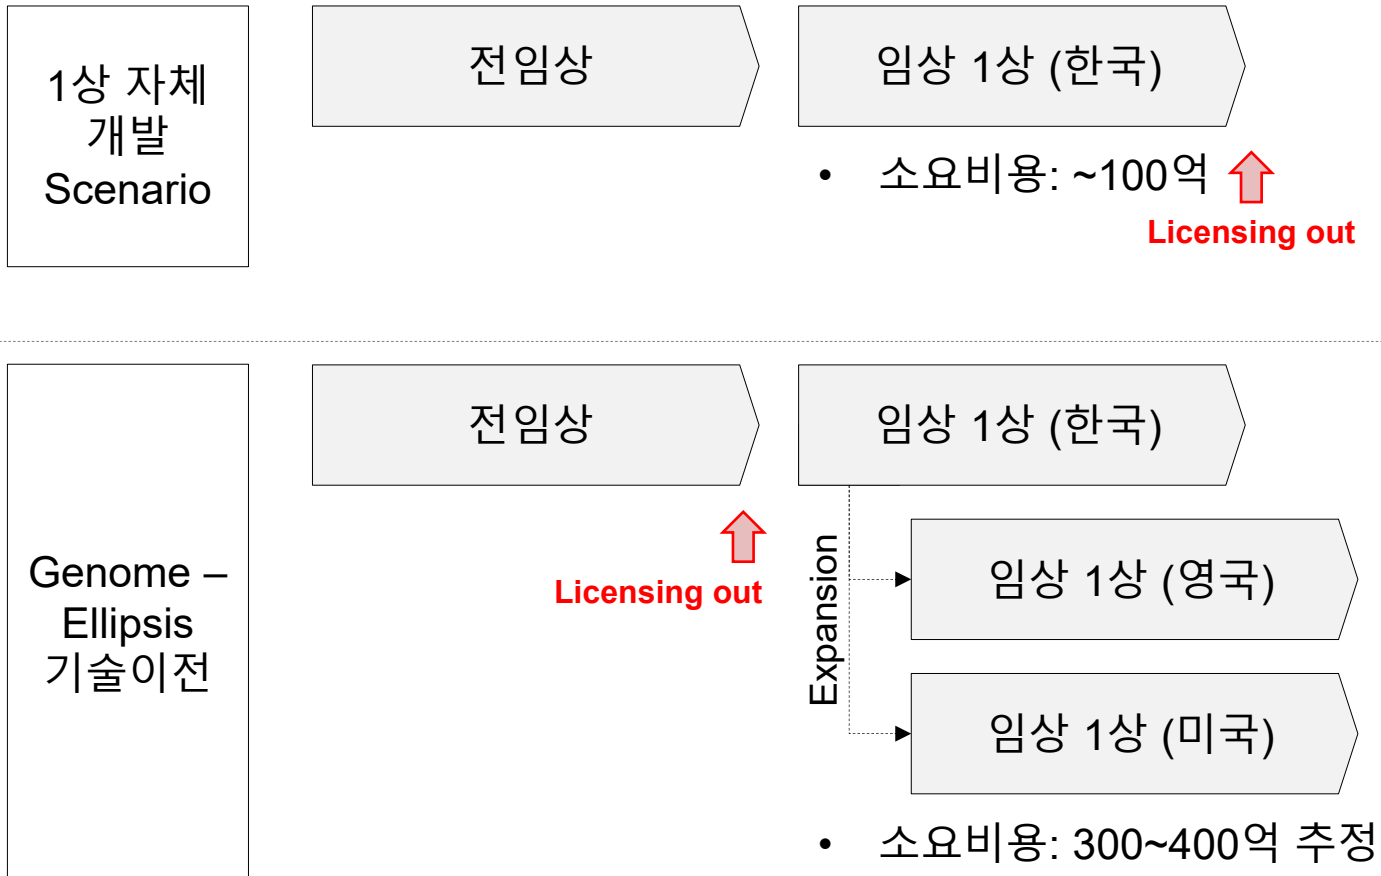 1상 자체
개발
Scenario
전임상
임상 1상 (한국)
• 소요비용: ~100억
Licensing out
Genome –
Ellipsis
기술이전
전임상
임상 1상 (한국)
Licensing out
Expansion
임상 1상 (영국)
임상 1상 (미국)
• 소요비용: 300~400억 추정